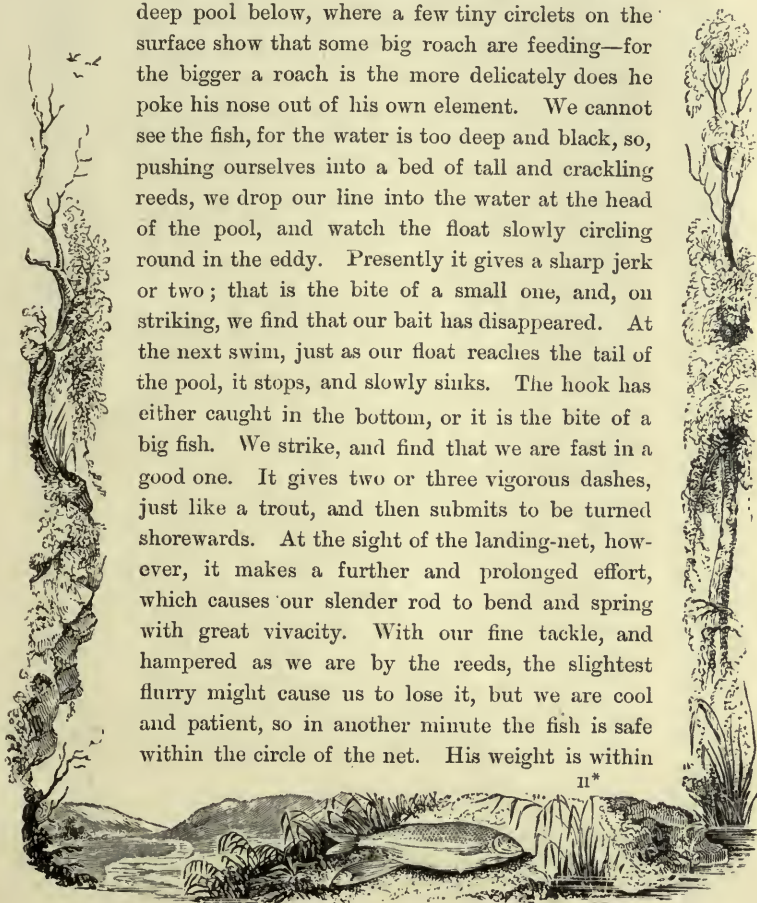 deep pool below, where a few tiny circlets on the
surface show that some big roach are feeding—for
the bigger a roach is the more delicately does he
poke his nose out of his own element. We cannot
see the fish, for the water is too deep and black, so,
pushing ourselves into a bed of tall and crackling
reeds, we drop our line into the water at the head
of the pool, and watch the float slowly circling
round in the eddy. Presently it gives a sharp jerk
or two; that is the bite of a small one, and, on
striking, we find that our bait has disappeared. At
the next swim, just as our float reaches the tail of
the pool, it stops, and slowly sinks. The hook has
either caught in the bottom, or it is the bite of a
big fish. We strike, and find that we are fast in a
good one. It gives two or three vigorous dashes,
just like a trout, and then submits to be turned
shorewards. At the sight of the landing-net, how-
ever, it makes a further and prolonged effort,
which causes our slender rod to bend and spring
with great vivacity. With our fine tackle, and
hampered as we are by the reeds, the slightest
flurry might cause us to lose it, but we are cool
and patient, so in another minute the fish is safe
within the circle of the net. His weight is within
11*